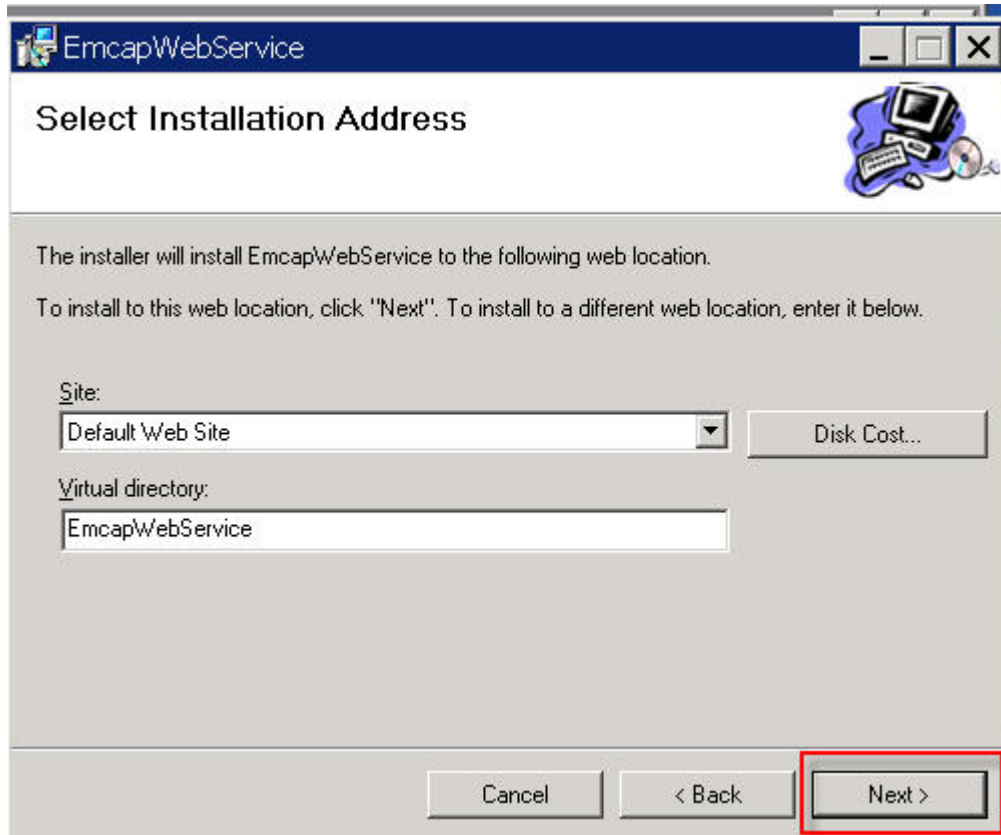 EmcapWebService
Select Installation Address
The installer will install EmcapWebService to the following web location.
To install to this web location, click "Next". To install to a different web location, enter it below.
Site:
Default Web Site
Disk Cost...
Virtual directory:
EmcapWebService
Cancel
< Back
Next >